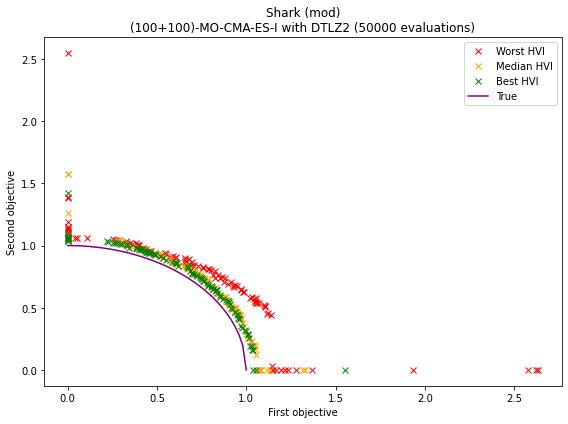 Shark (mod)
(100+100)-MO-CMA-ES-I with DTLZ2 (50000 evaluations)
Worst HVI
Median HVI
Best HVI
True
Second objective
2.5
2.0
1.5
1.0
0.5
0.0
0.0 0.5 1.0 1.5 2.0 2.5
First objective